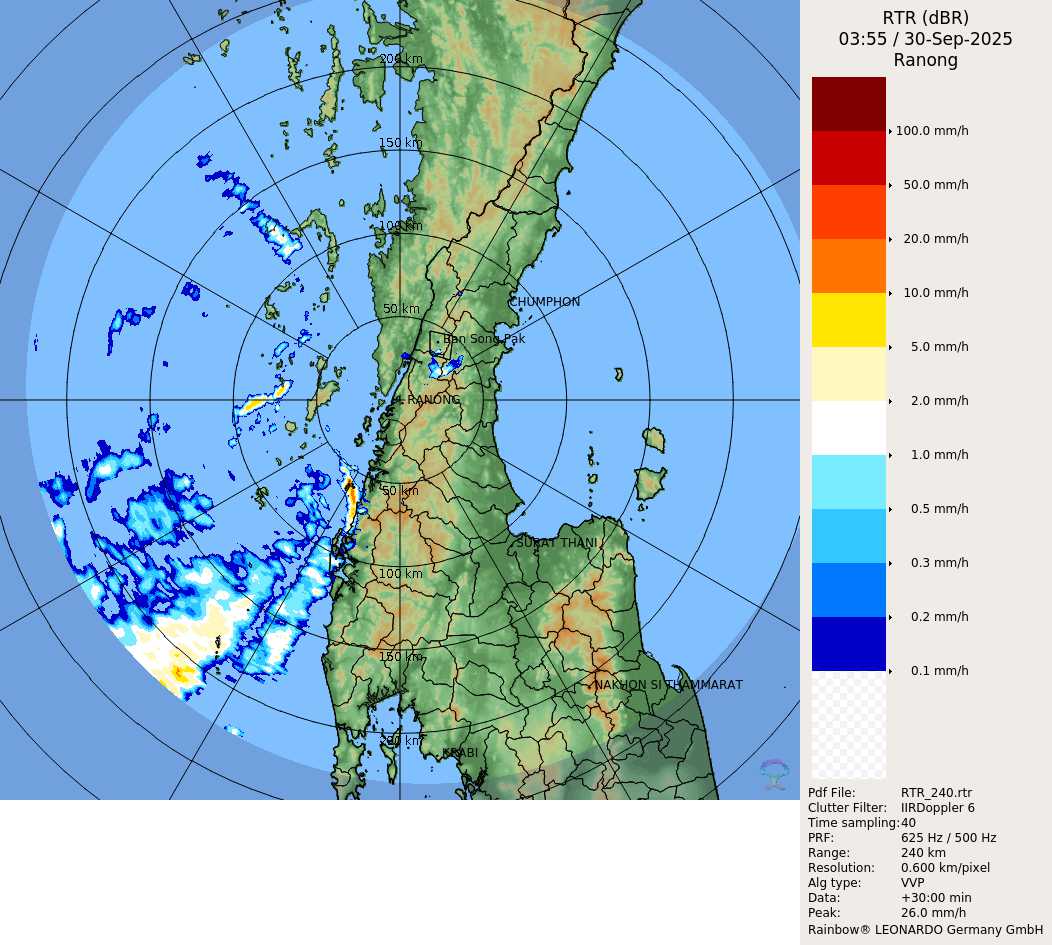 RTR (dBR)
03:55 / 30-Sep-2025
Ranong
200 km
150 km
100 km
50 km
CHUMPHON
Ban Song Pak
RANONG
50 km
SURAT THANI
100 km
150 km
NAKHON SI THAMMARAT
200 km
KRABI
100.0 mm/h
50.0 mm/h
20.0 mm/h
10.0 mm/h
5.0 mm/h
2.0 mm/h
1.0 mm/h
0.5 mm/h
0.3 mm/h
0.2 mm/h
0.1 mm/h
Pdf File: RTR_240.rtr
Clutter Filter: IIRDoppler 6
Time sampling: 40
PRF: 625 Hz / 500 Hz
Range: 240 km
Resolution: 0.600 km/pixel
Alg type: VVP
Data: +30:00 min
Peak: 26.0 mm/h
Rainbow® LEONARDO Germany GmbH